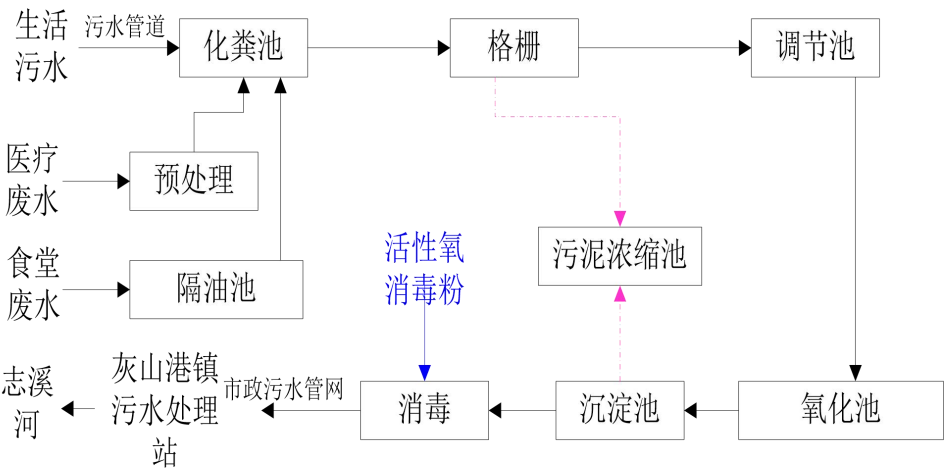 生活
污水
污水管道
化粪池
格栅
调节池
医疗
废水
预处理
食堂
废水
隔油池
活性氧
消毒粉
污泥浓缩池
志溪
河
灰山港镇
污水处理
站
市政污水管网
消毒
沉淀池
氧化池